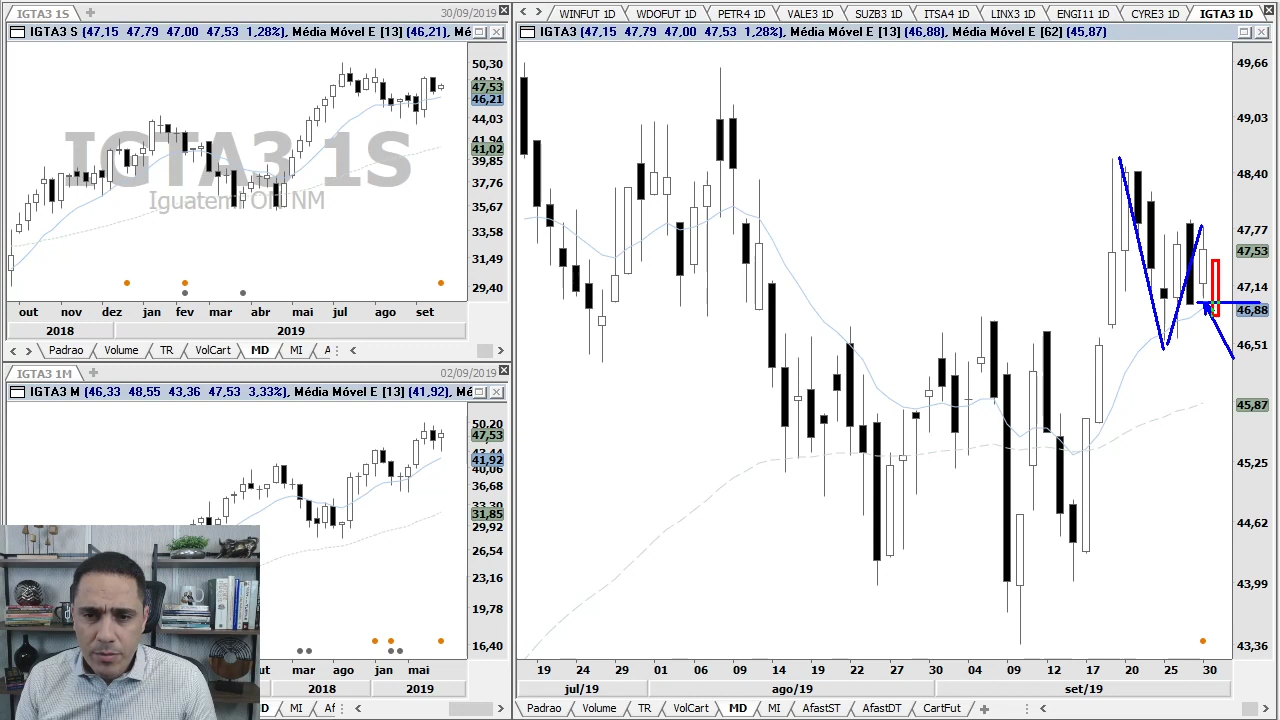 IGTA3 1S
30/09/2019
IGTA3 S (47,15 47,79 47,00 47,53 1,28%), Média Móvel E [13] (46,21), Mé
50,30
47,53
46,21
44,03
41,94
41,02
39,85
37,76
35,67
33,58
31,49
29,40
IGTA3 1S
Iguatemi ON NM
out nov dez jan fev mar abr mai jun jul ago set
2018 2019
Padrao Volume TR VolCart MD MI A
IGTA3 1M
02/09/2019
IGTA3 M (46,33 48,55 43,36 47,53 3,33%), Média Móvel E [13] (41,92), Mé
50,20
47,53
41,92
40,06
36,68
33,30
31,85
29,92
26,54
23,16
19,78
16,40
out mar ago jan mai
2018 2019
D MI Af
WINFUT 1D WDOFUT 1D PETR4 1D VALE3 1D SUZB3 1D ITSA4 1D LINX3 1D ENGI11 1D CYRE3 1D IGTA3 1D
IGTA3 (47,15 47,79 47,00 47,53 1,28%), Média Móvel E [13] (46,88), Média Móvel E [62] (45,87)
49,66
49,03
48,40
47,77
47,53
47,14
46,88
46,51
45,87
45,25
44,62
43,99
43,36
19 24 29 01 06 09 14 19 22 27 30 04 09 12 17 20 25 30
jul/19 ago/19 set/19
Padrao Volume TR VolCart MD MI AfastST AfastDT CartFut